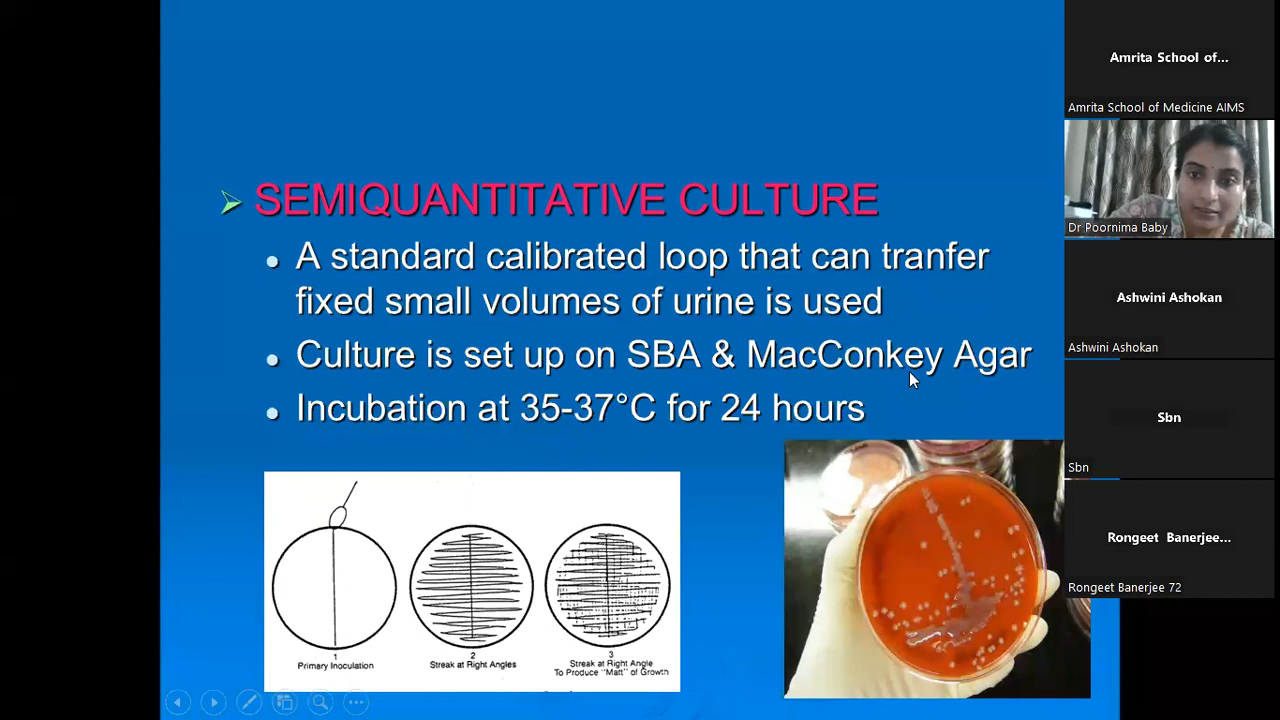 SEMIQUANTITATIVE CULTURE
A standard calibrated loop that can tranfer
fixed small volumes of urine is used
Culture is set up on SBA & MacConkey Agar
Incubation at 35-37°C for 24 hours
1
Primary Inoculation
2
Streak at Right Angles
3
Streak at Right Angle
To Produce "Matt" of Growth
Amrita School of...
Amrita School of Medicine AIMS
Dr Poornima Baby
Ashwini Ashokan
Ashwini Ashokan
Sbn
Sbn
Rongeet Banerjee...
Rongeet Banerjee 72